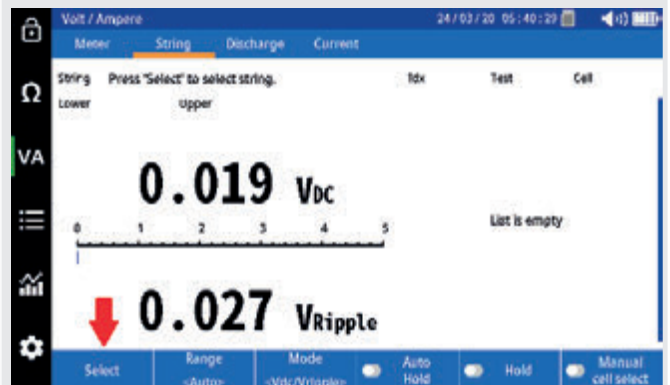 Volt / Ampere 24/03/20 05:40:29
Meter String Discharge Current
String Press "Select" to select string. Idx Test Cell
Lower Upper
Ω
VA
0.019 VDC
0 1 2 3 4 5
List is empty
0.027 VRipple
Select Range <Auto> Mode <Vdc/Vripple> Auto Hold Hold Manual cell select